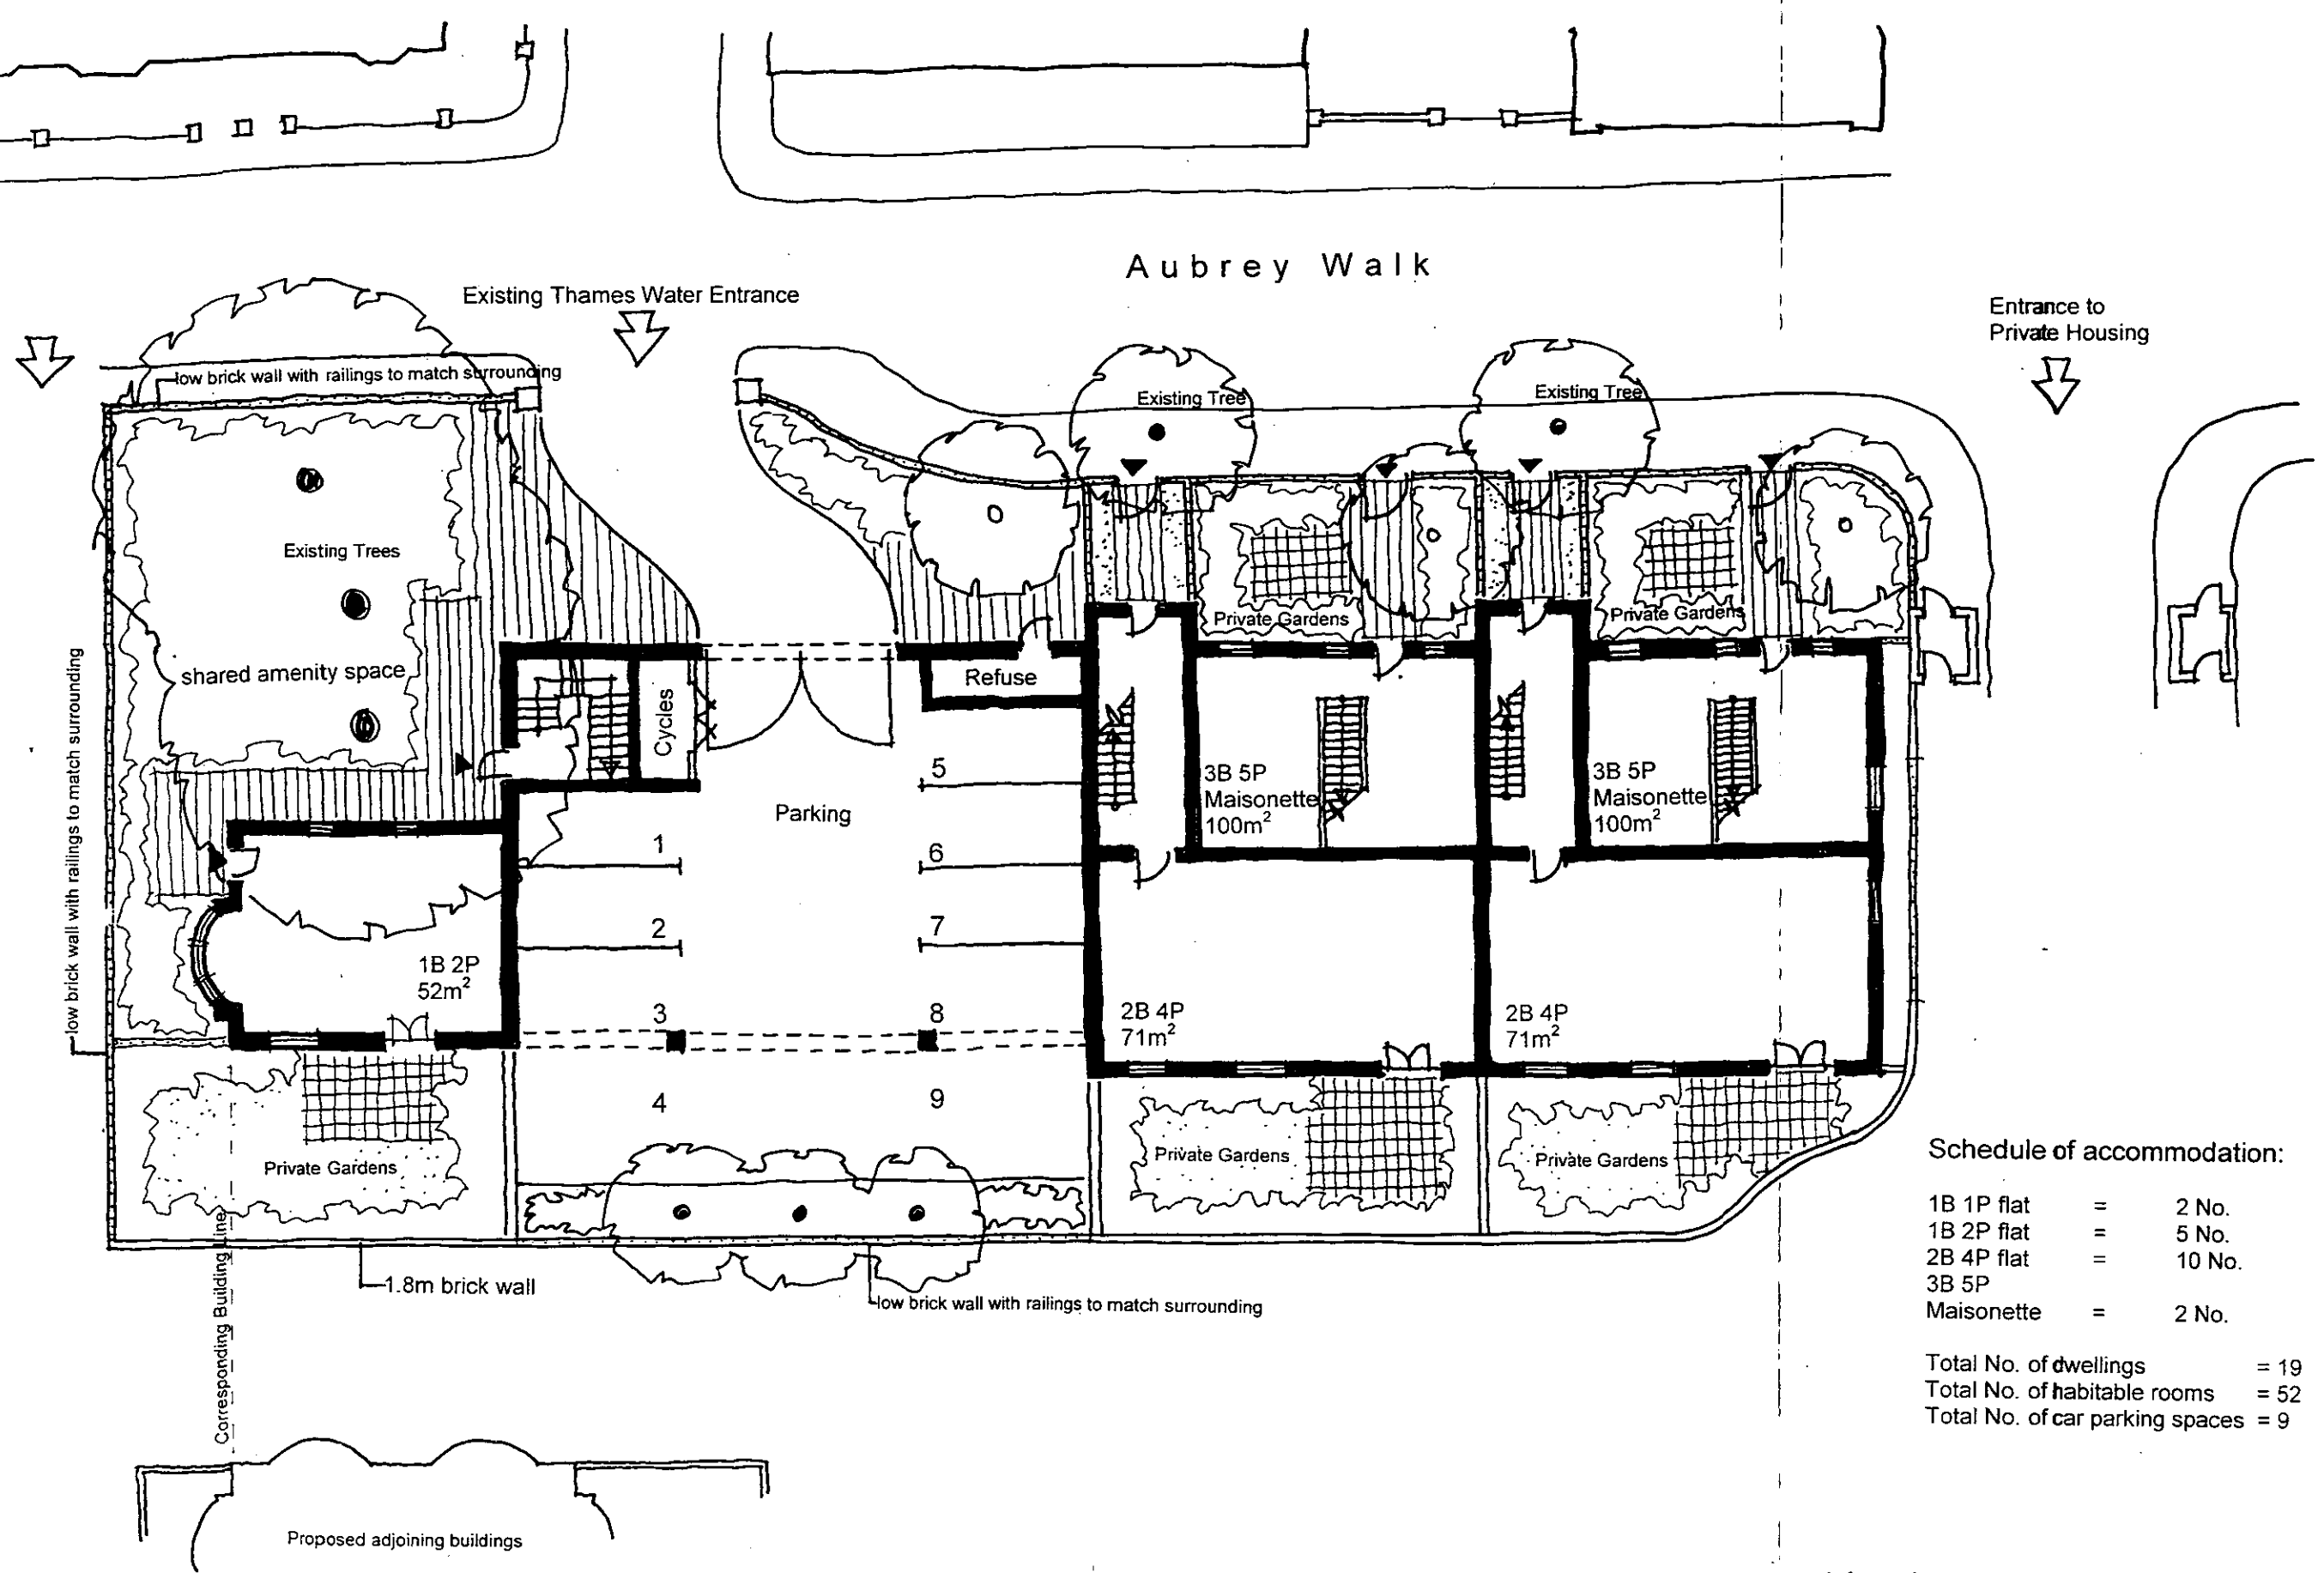 Aubrey Walk
Existing Thames Water Entrance
Entrance to
Private Housing
low brick wall with railings to match surrounding
Existing Tree
Existing Tree
Existing Trees
shared amenity space
low brick wall with railings to match surrounding
Private Gardens
Private Gardens
Refuse
Cycles
Parking
5
3B 5P
Maisonette
100m²
3B 5P
Maisonette
100m²
1
6
2
7
1B 2P
52m²
3
8
2B 4P
71m²
2B 4P
71m²
4
9
Private Gardens
Private Gardens
Private Gardens
1.8m brick wall
low brick wall with railings to match surrounding
Corresponding Building Line
Proposed adjoining buildings
Schedule of accommodation:
1B 1P flat = 2 No.
1B 2P flat = 5 No.
2B 4P flat = 10 No.
3B 5P
Maisonette = 2 No.
Total No. of dwellings = 19
Total No. of habitable rooms = 52
Total No. of car parking spaces = 9